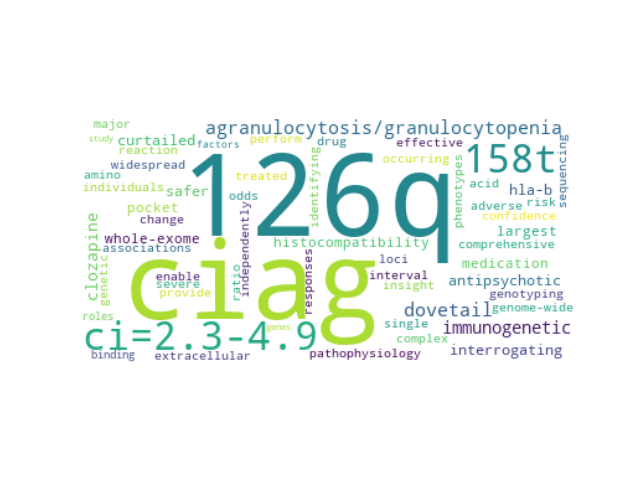 major
agranulocytosis/granulocytopenia
study
curtailed
factors
perform
drug
effective
sequencing
reaction
126q
identifying
occurring
158t
widespread
phenotypes
amino
treated
acid
hla-b
individuals
safer
odds
adverse
risk
pocket
independently
confidence
change
clozapine
largest
whole-exome
histocompatibility
comprehensive
associations
ciag
loci
medication
genetic
enable
ratio
responses
interval
insight
antipsychotic
severe
provide
genotyping
roles
dovetail
genome-wide
ci=2.3-4.9
genes
single
immunogenetic
complex
binding
extracellular
pathophysiology
interrogating